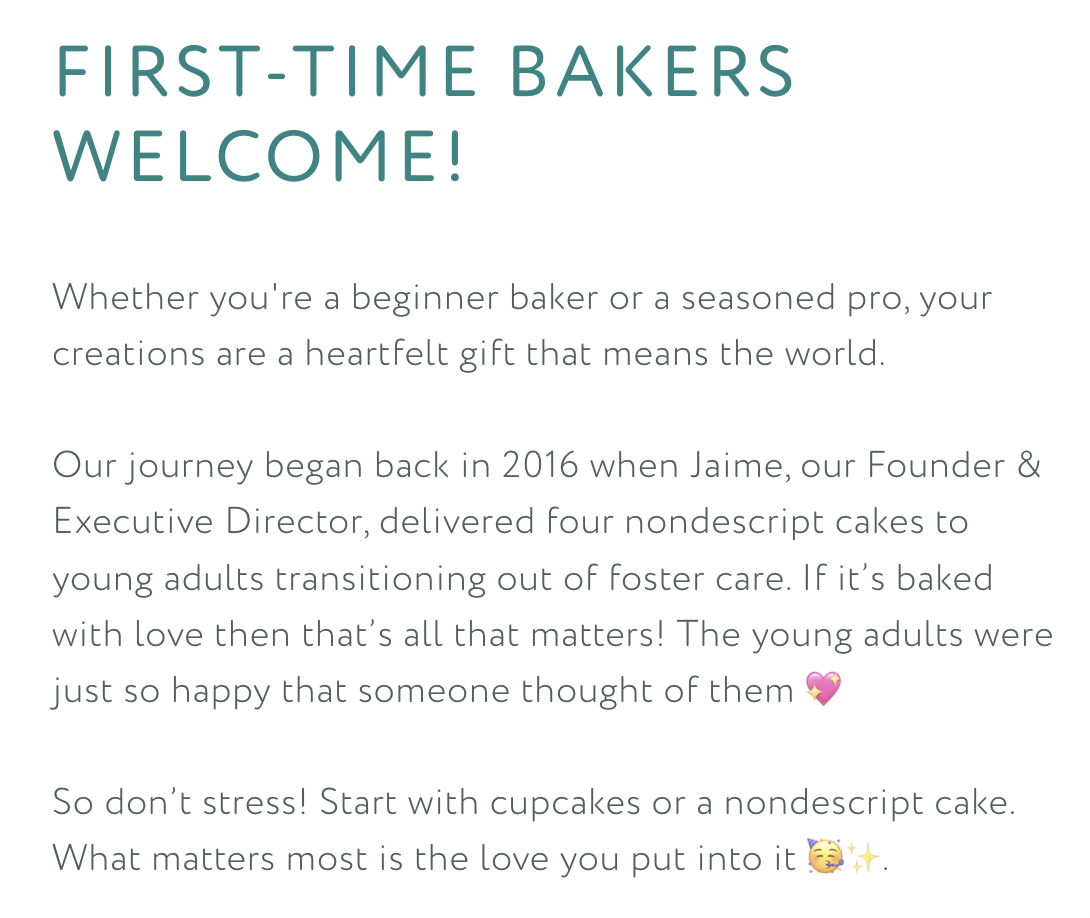 FIRST-TIME BAKERS
WELCOME!
Whether you're a beginner baker or a seasoned pro, your
creations are a heartfelt gift that means the world.
Our journey began back in 2016 when Jaime, our Founder &
Executive Director, delivered four nondescript cakes to
young adults transitioning out of foster care. If it’s baked
with love then that’s all that matters! The young adults were
just so happy that someone thought of them 💖
So don’t stress! Start with cupcakes or a nondescript cake.
What matters most is the love you put into it 🥳✨.